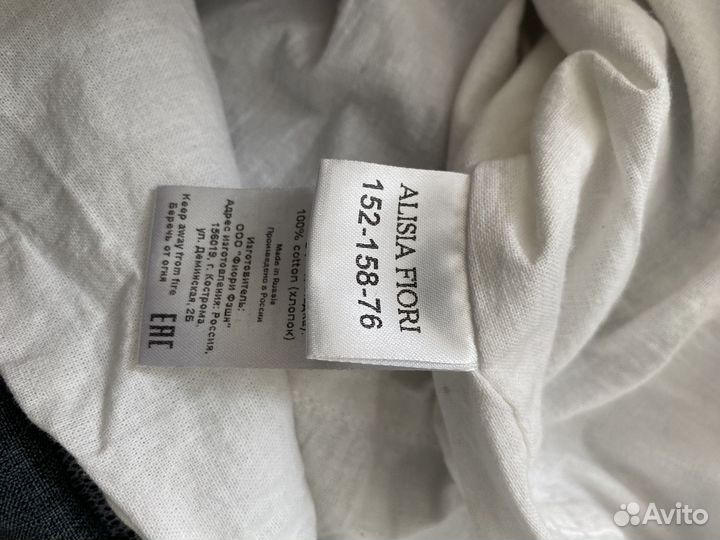 ALISIA FIORI
152-158-76
100% cotton (хлопок)
Made in Russia
Произведено в России
Изготовитель:
ООО "Фиори Фэшн"
Адрес изготовления: Россия,
156019, г. Кострома,
ул. Деминская, 2Б
Keep away from fire
Беречь от огня
EAC
Avito